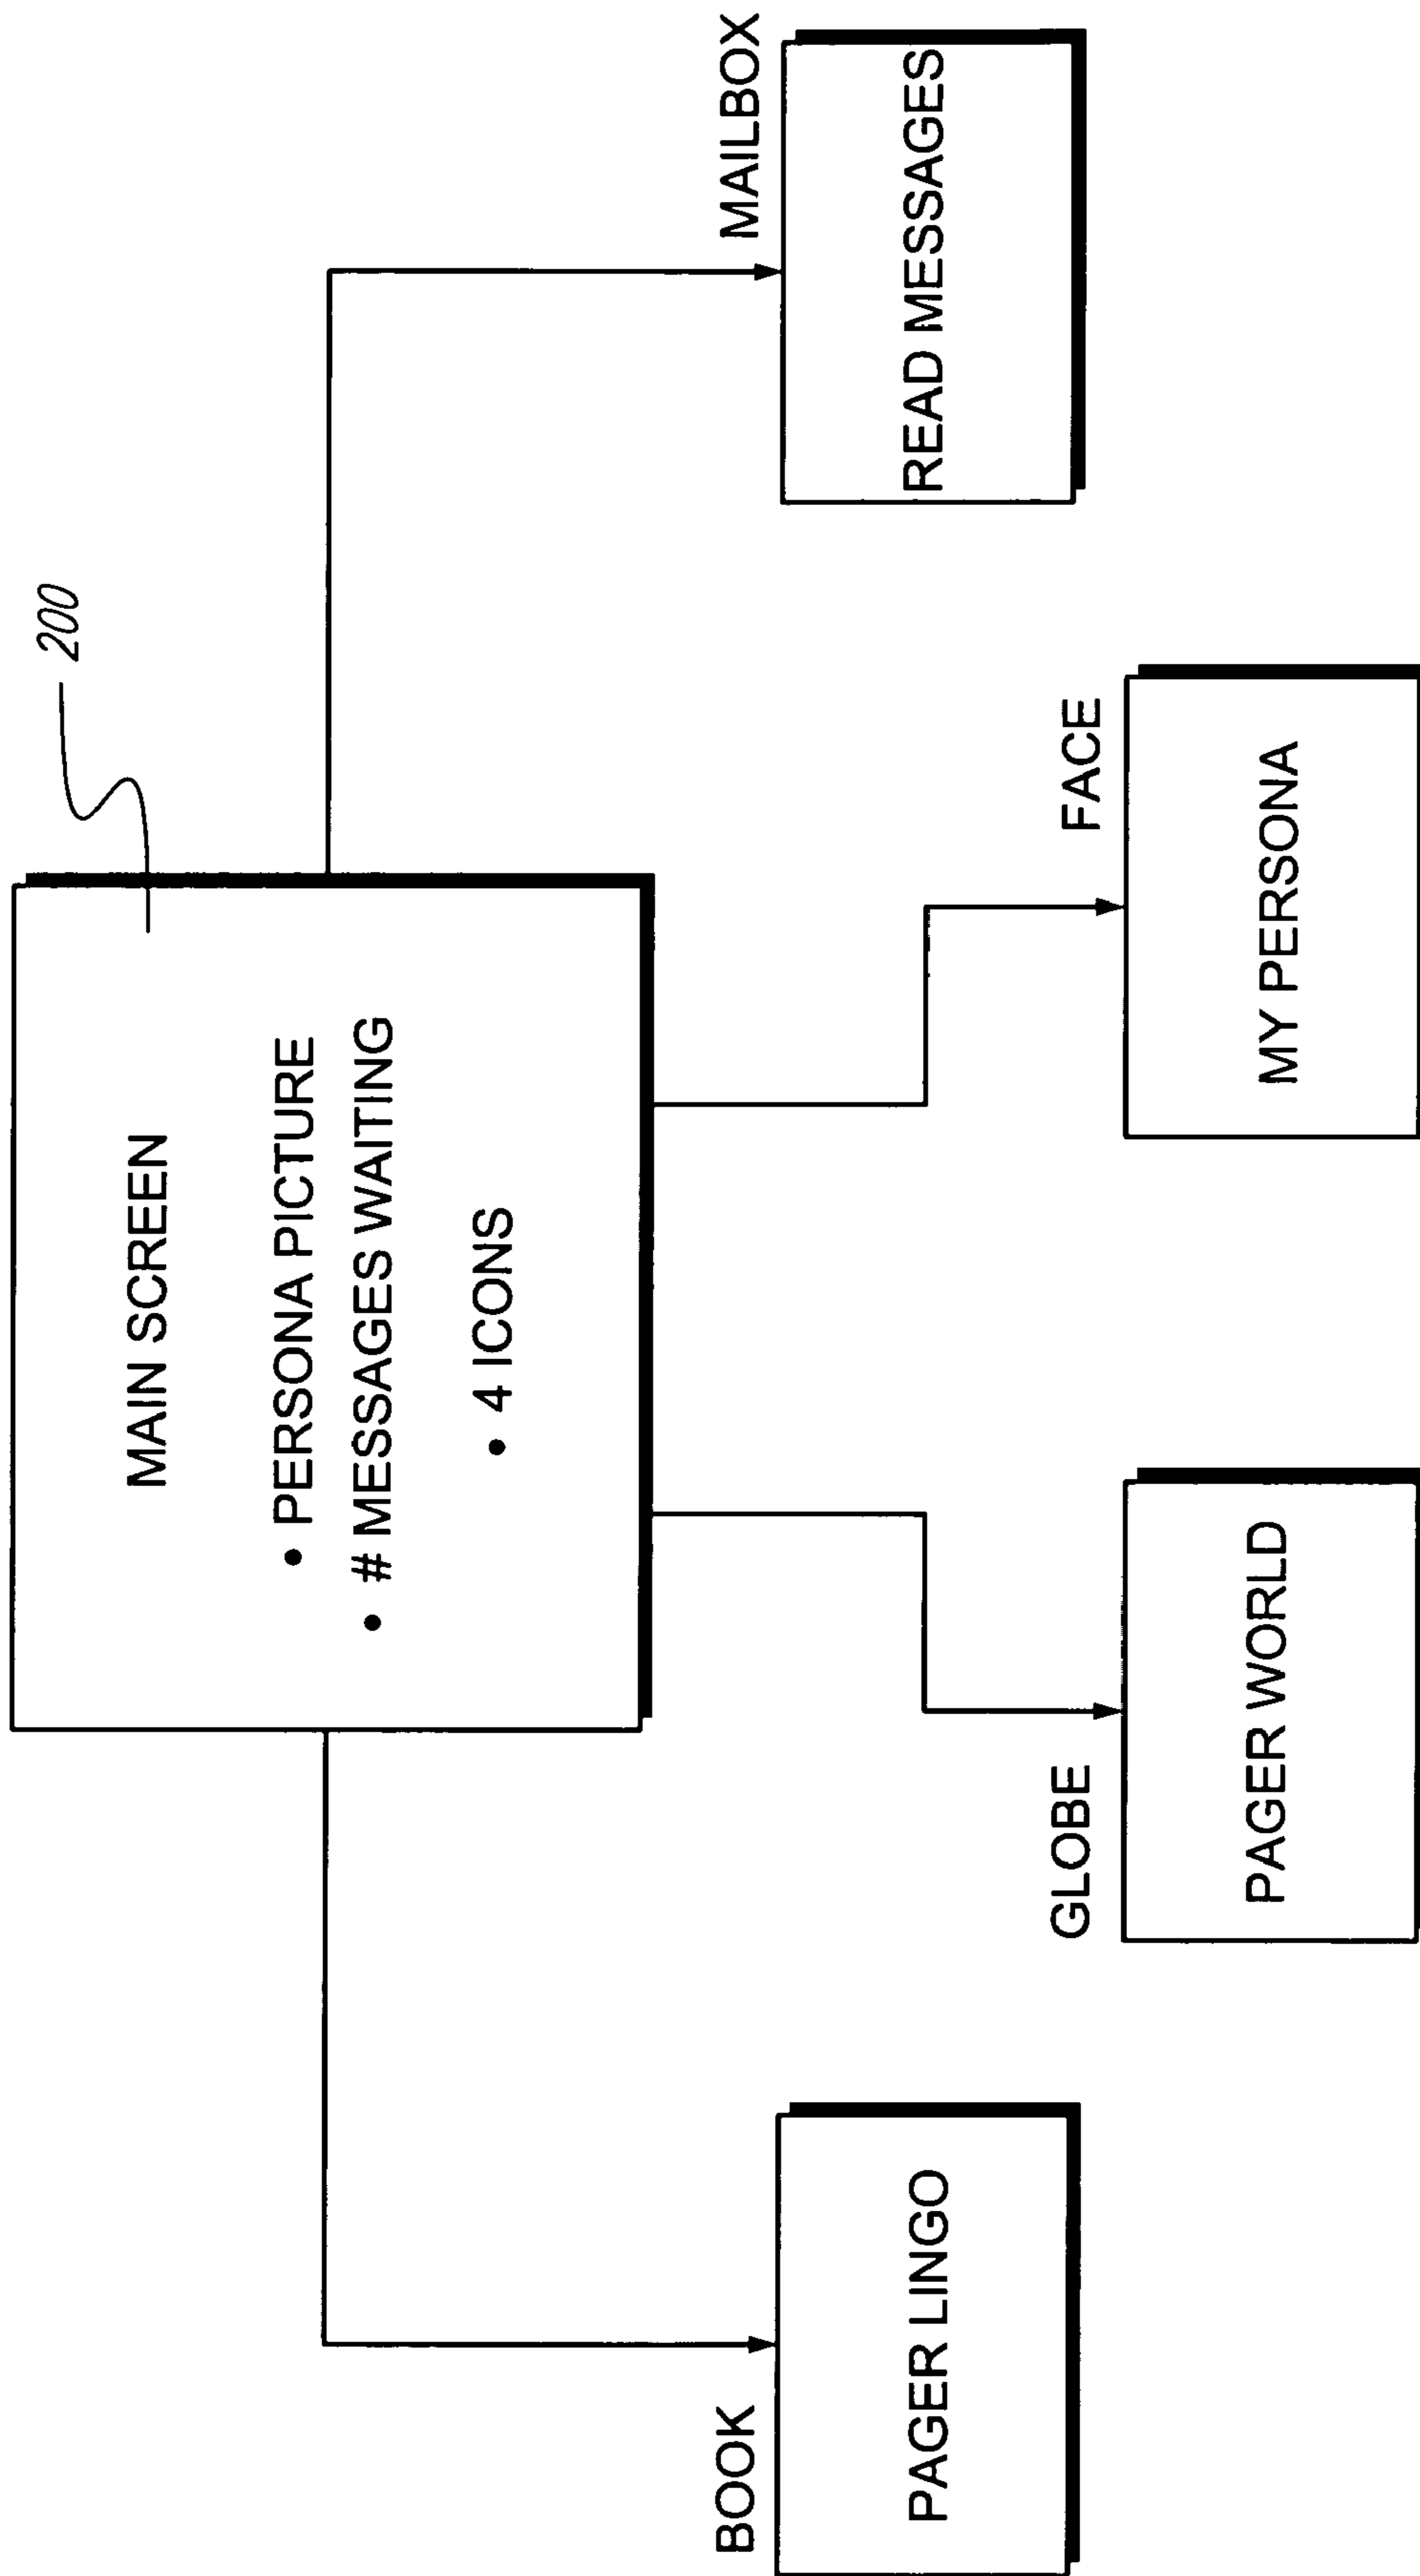 200
MAIN SCREEN
• PERSONA PICTURE
• # MESSAGES WAITING
• 4 ICONS
BOOK
PAGER LINGO
GLOBE
PAGER WORLD
FACE
MY PERSONA
MAILBOX
READ MESSAGES